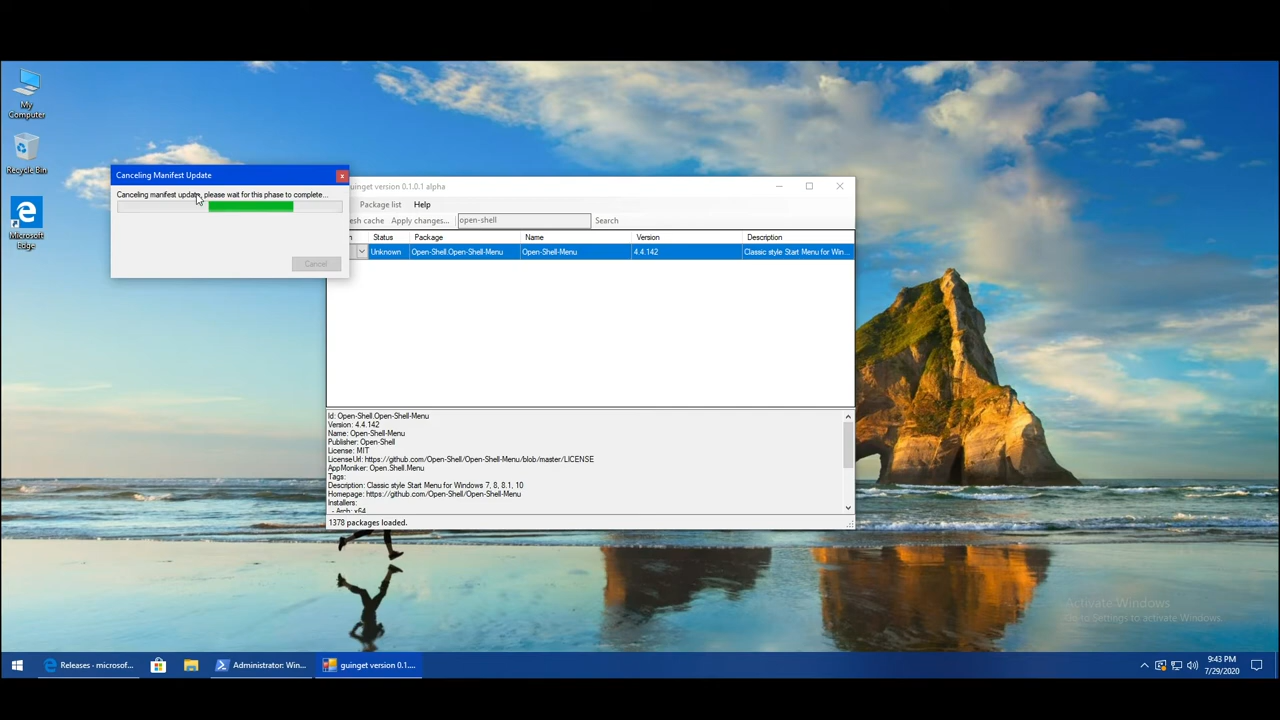 My
Computer
Recycle Bin
Microsoft
Edge
Canceling Manifest Update
Canceling manifest update, please wait for this phase to complete...
Cancel
guinget version 0.1.0.1 alpha
Package list Help
esh cache Apply changes... open-shell Search
Status Package Name Version Description
Unknown Open-Shell.Open-Shell-Menu Open-Shell-Menu 4.4.142 Classic style Start Menu for Win...
Id: Open-Shell.Open-Shell-Menu
Version: 4.4.142
Name: Open-Shell-Menu
Publisher: Open-Shell
License: MIT
LicenseUrl: https://github.com/Open-Shell/Open-Shell-Menu/blob/master/LICENSE
AppMoniker: Open.Shell.Menu
Tags:
Description: Classic style Start Menu for Windows 7, 8, 8.1, 10
Homepage: https://github.com/Open-Shell/Open-Shell-Menu
Installers:
- Arch: x64
1378 packages loaded.
Activate Windows
Go to Settings to activate Windows.
Releases - microsof...
Administrator: Win...
guinget version 0.1....
9:43 PM
7/29/2020